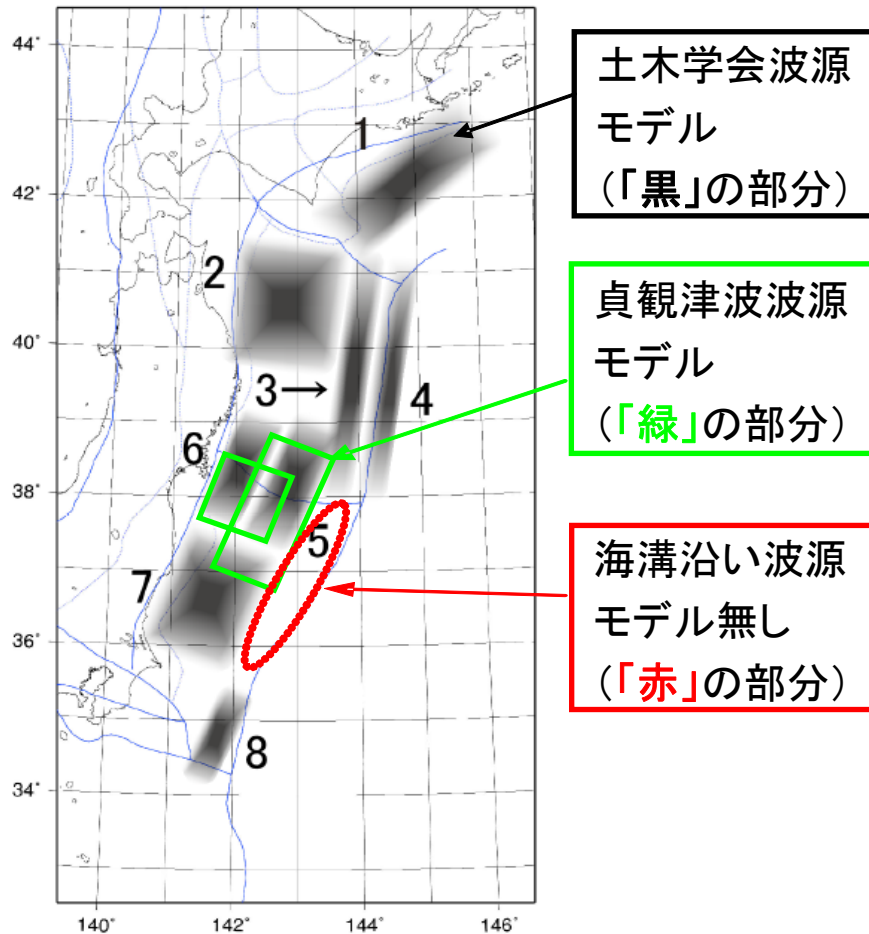 土木学会波源
モデル
(「黒」の部分)
貞観津波波源
モデル
(「緑」の部分)
海溝沿い波源
モデル無し
(「赤」の部分)
44°
42°
40°
38°
36°
34°
140°
142°
144°
146°
1
2
3→
4
6
5
7
8